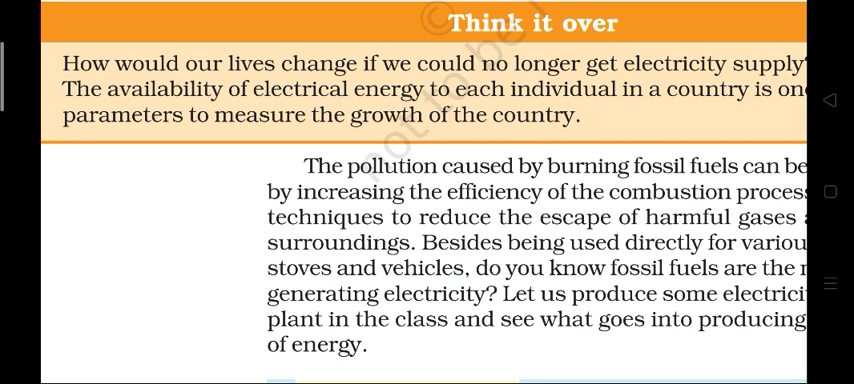 Think it over
How would our lives change if we could no longer get electricity supply?
The availability of electrical energy to each individual in a country is one
parameters to measure the growth of the country.
The pollution caused by burning fossil fuels can be
by increasing the efficiency of the combustion process
techniques to reduce the escape of harmful gases
surroundings. Besides being used directly for
stoves and vehicles, do you know fossil fuels are the
generating electricity? Let us produce some
plant in the class and see what goes into producing
of energy.